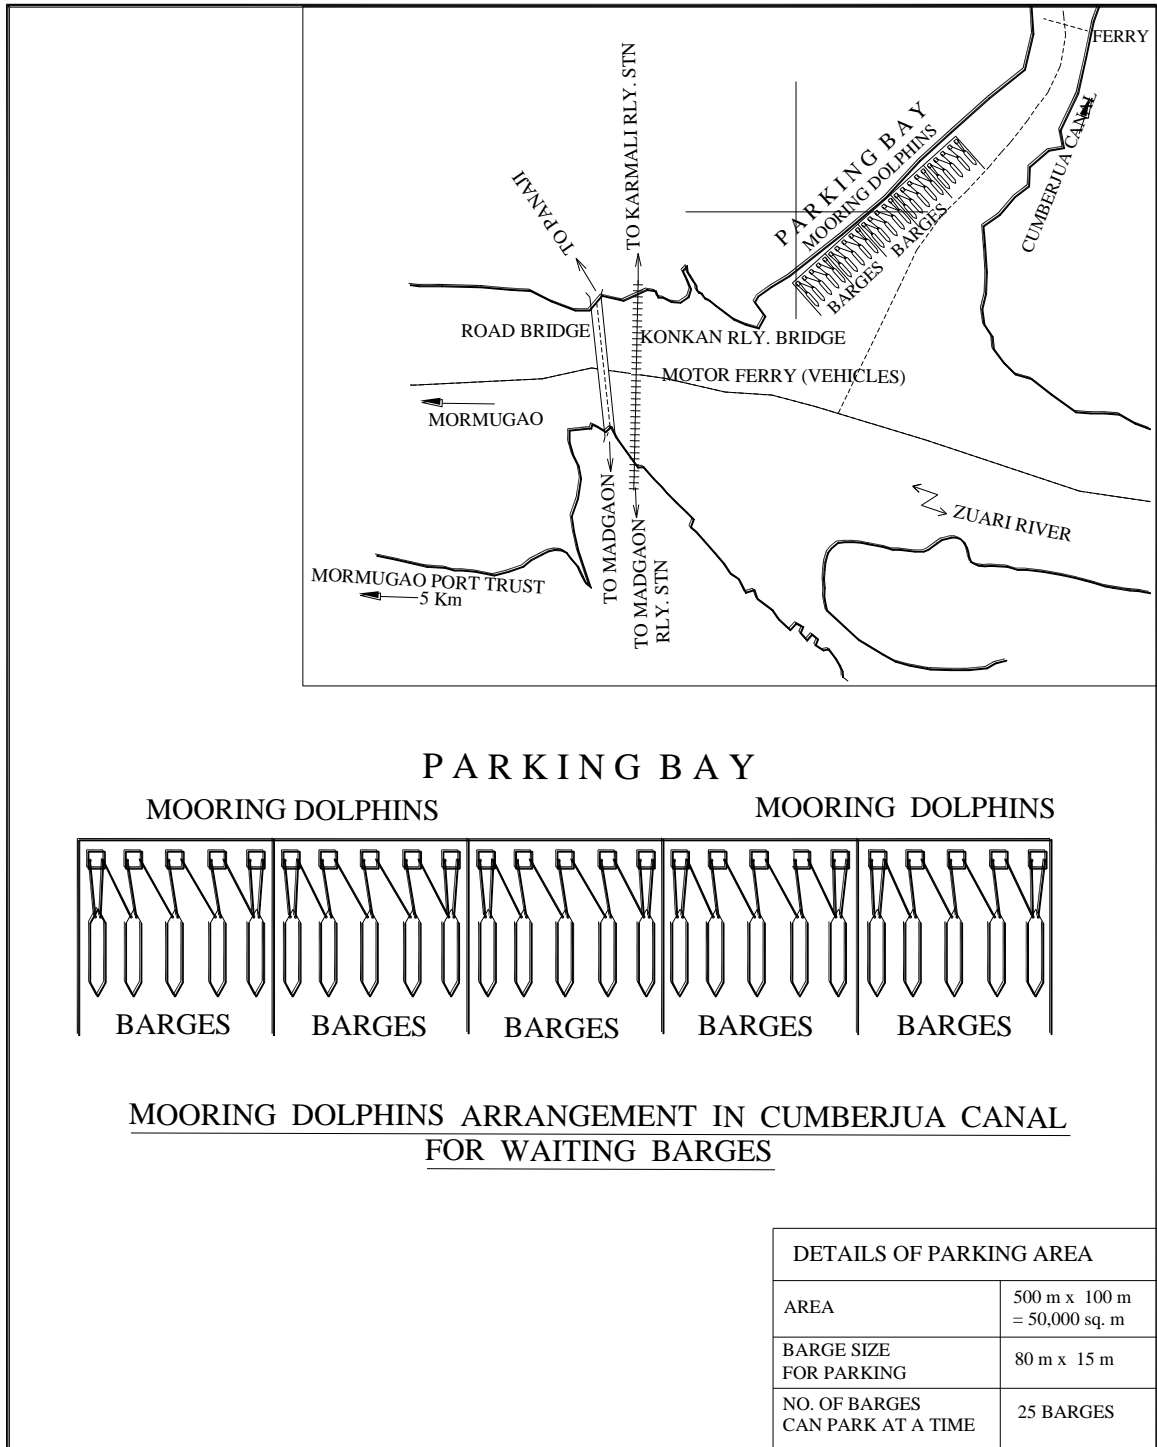 FERRY
TO KARMALI RLY. STN
PARKING BAY
MOORING DOLPHINS
CUMBERJUA CANAL
TO PANAJI
BARGES
BARGES
ROAD BRIDGE
KONKAN RLY. BRIDGE
MOTOR FERRY (VEHICLES)
MORMUGAO
ZUARI RIVER
TO MADGAON
TO MADGAON
RLY. STN
MORMUGAO PORT TRUST
5 Km
PARKING BAY
MOORING DOLPHINS
MOORING DOLPHINS
BARGES
BARGES
BARGES
BARGES
BARGES
MOORING DOLPHINS ARRANGEMENT IN CUMBERJUA CANAL
FOR WAITING BARGES
DETAILS OF PARKING AREA
AREA
500 m x 100 m
= 50,000 sq. m
BARGE SIZE
FOR PARKING
80 m x 15 m
NO. OF BARGES
CAN PARK AT A TIME
25 BARGES